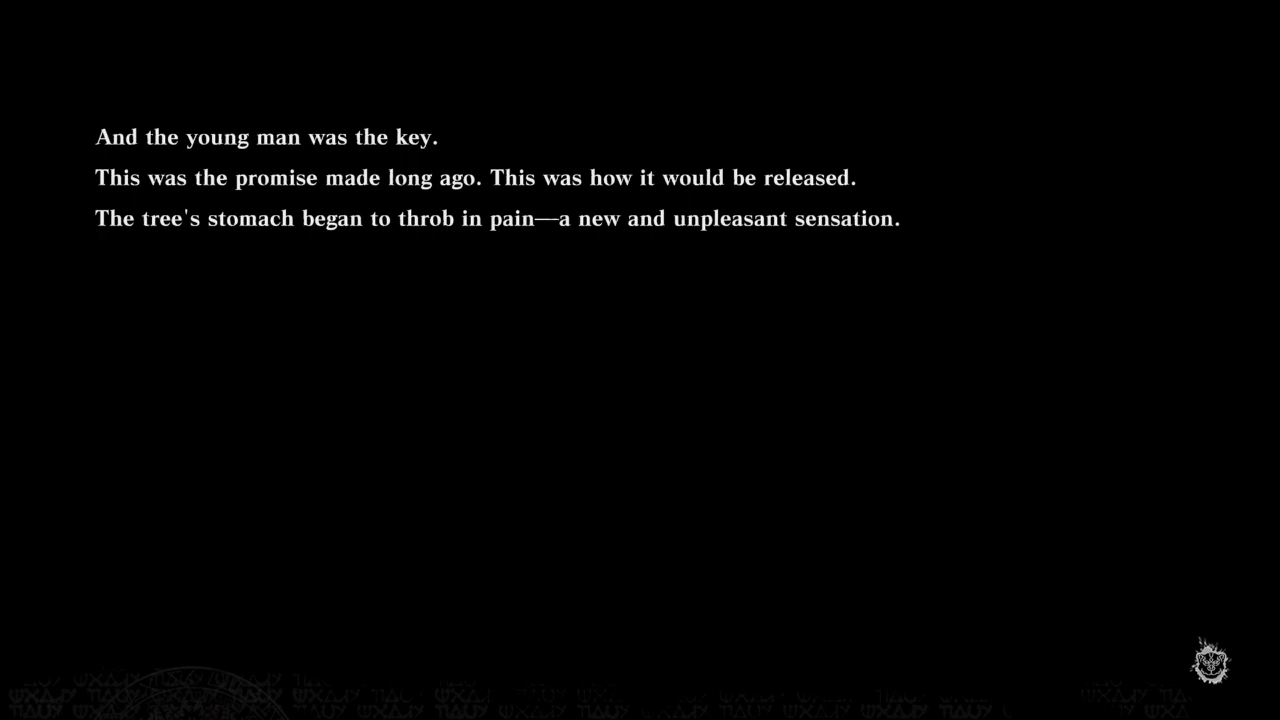 And the young man was the key.
This was the promise made long ago. This was how it would be released.
The tree's stomach began to throb in pain—a new and unpleasant sensation.